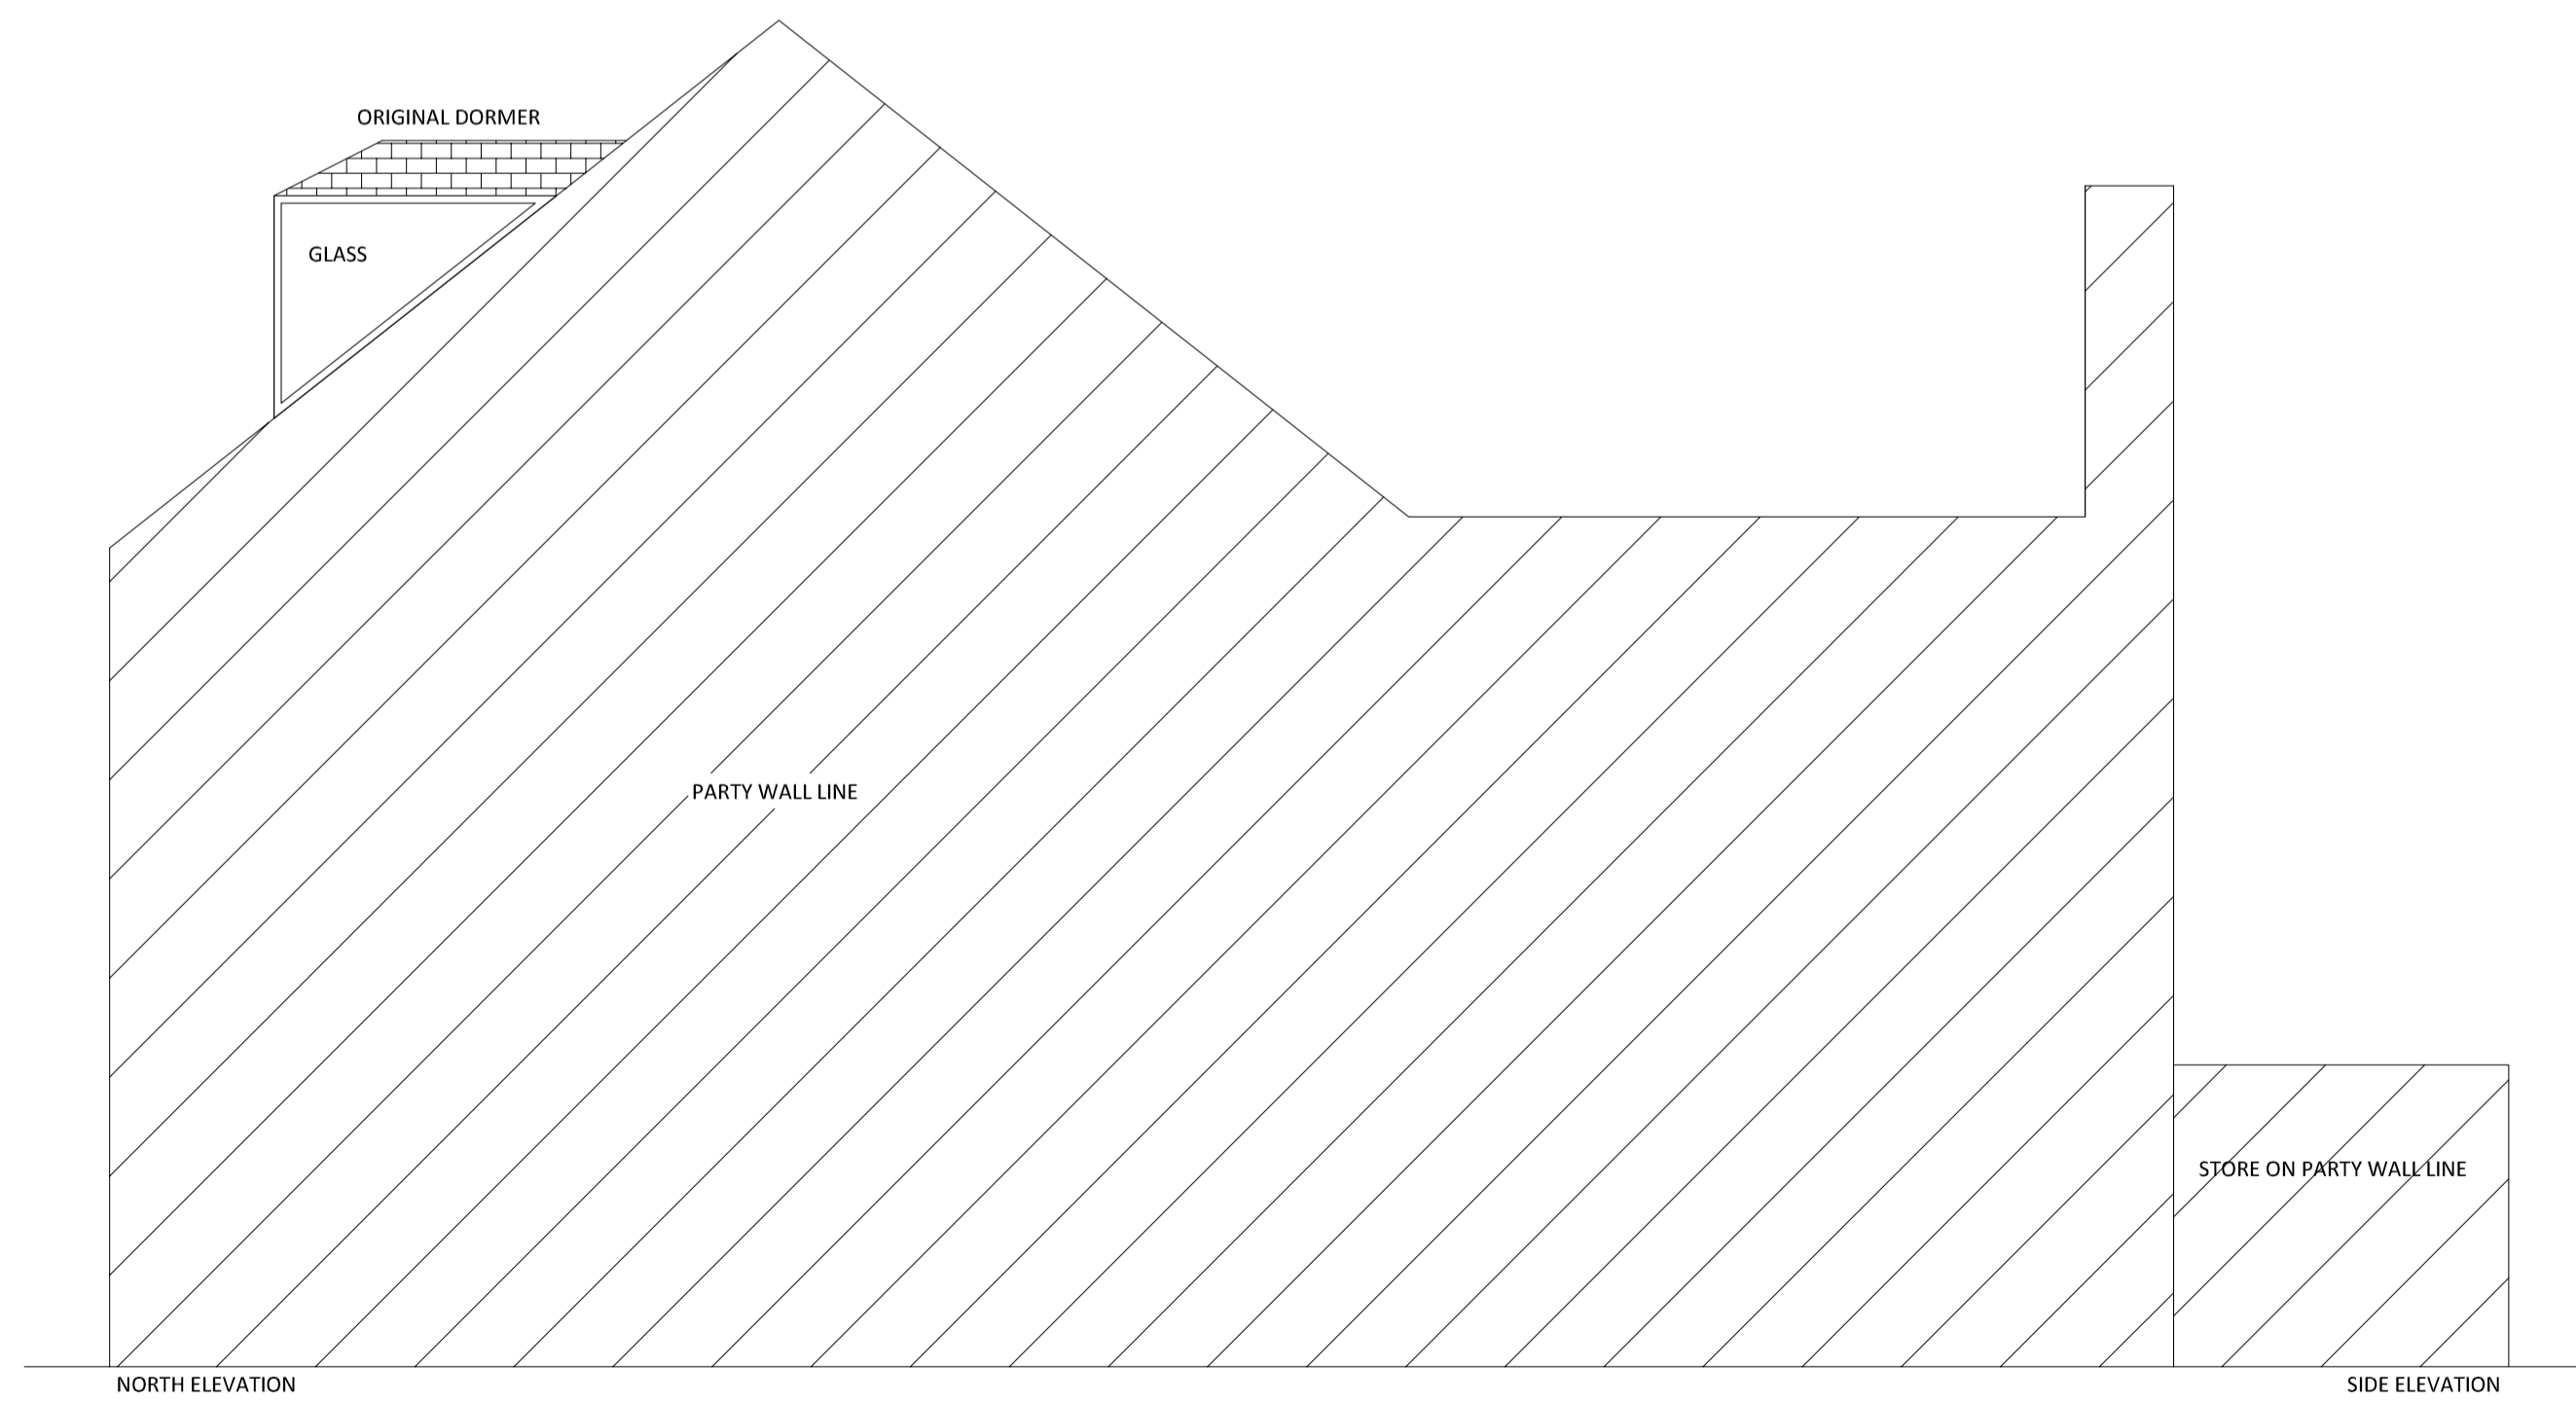 ORIGINAL DORMER
GLASS
PARTY WALL LINE
STORE ON PARTY WALL LINE
NORTH ELEVATION
SIDE ELEVATION